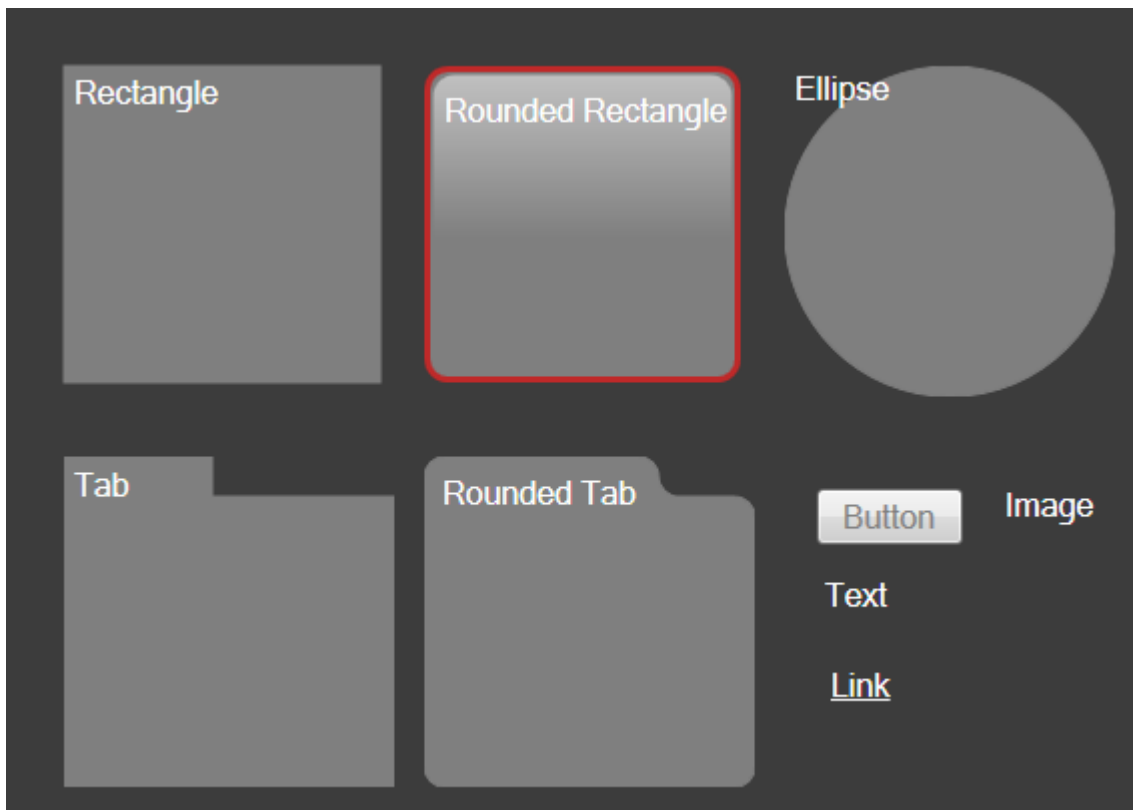 Rectangle
Rounded Rectangle
Ellipse
Tab
Rounded Tab
Button
Image
Text
Link